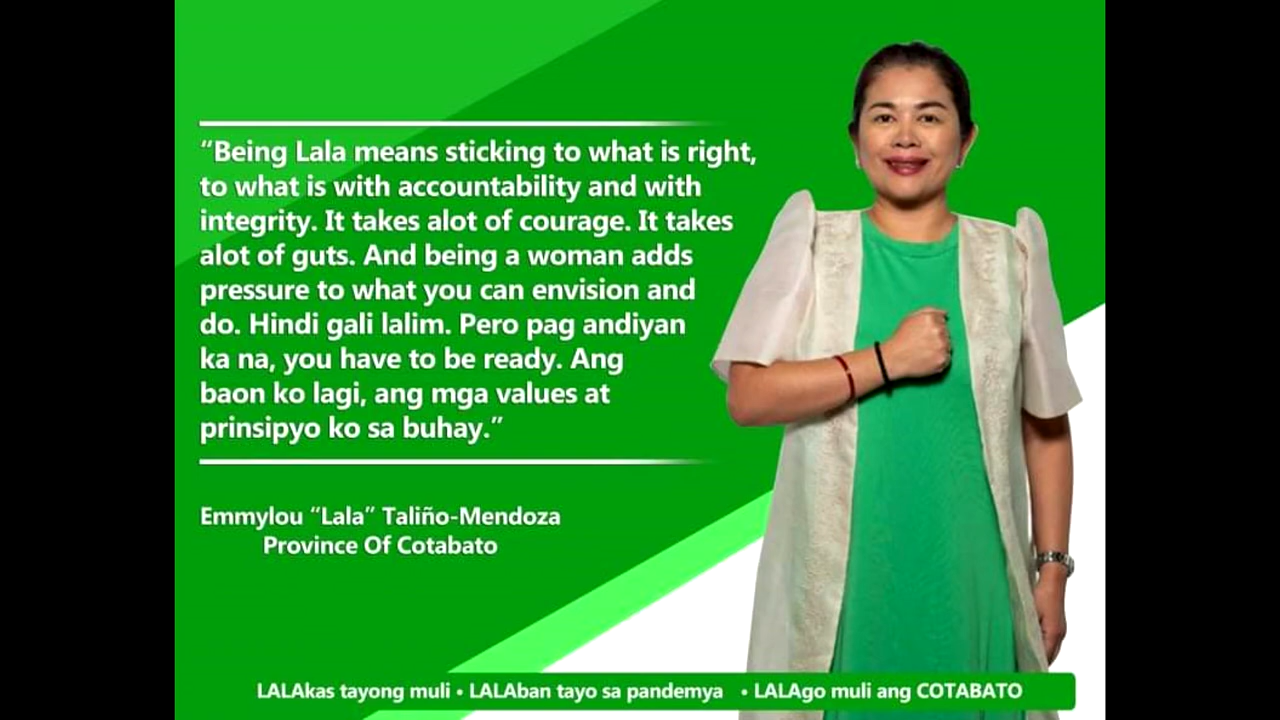 “Being Lala means sticking to what is right,
to what is with accountability and with
integrity. It takes alot of courage. It takes
alot of guts. And being a woman adds
pressure to what you can envision and
do. Hindi gali lalim. Pero pag andiyan
ka na, you have to be ready. Ang
baon ko lagi, ang mga values at
prinsipyo ko sa buhay.”
Emmylou “Lala” Taliño-Mendoza
Province Of Cotabato
LALAkas tayong muli • LALAban tayo sa pandemya • LALAgo muli ang COTABATO